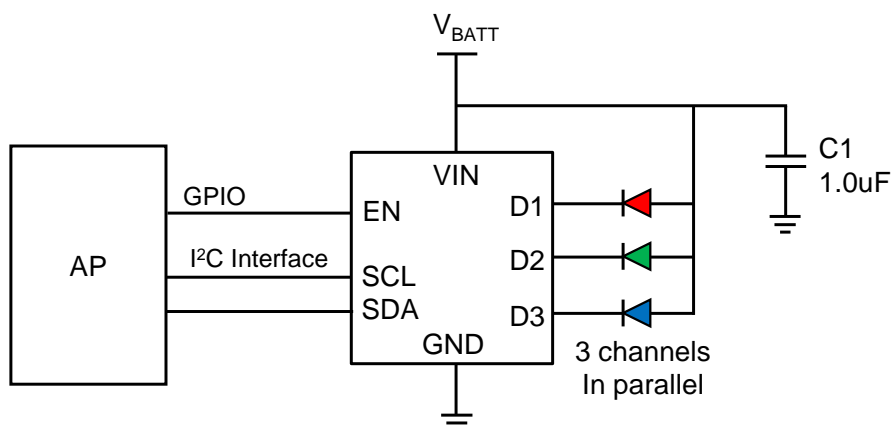 V_BATT
C1
1.0uF
VIN
AP
GPIO
EN
I²C Interface
SCL
SDA
GND
D1
D2
D3
3 channels
In parallel